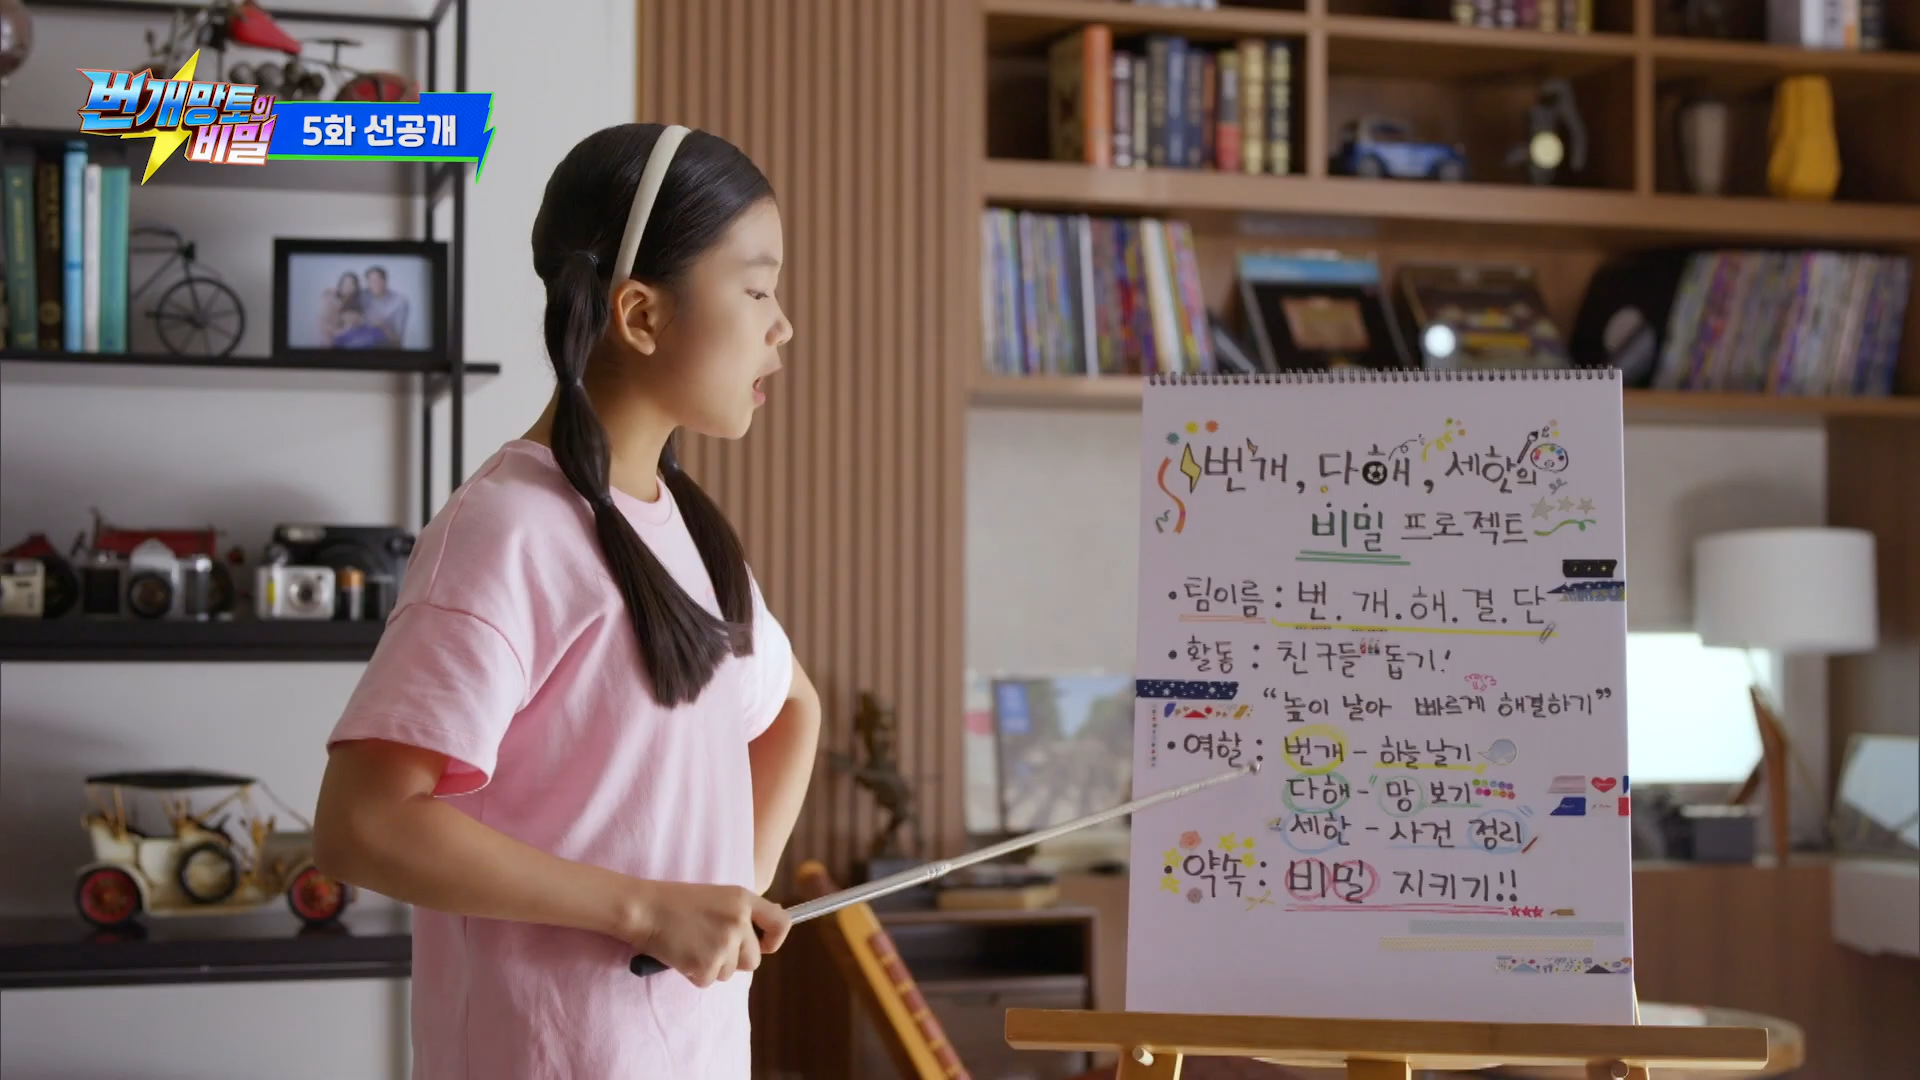 번개망토의 비밀
5화 선공개
번개, 다해, 세한의
비밀 프로젝트
• 팀이름 : 번.개.해.결.단
• 활동 : 친구들 돕기!
“높이 날아 빠르게 해결하기”
• 역할 : 번개 - 하늘 날기
다해 - 망 보기
세한 - 사건 정리
• 약속 : 비밀 지키기!!